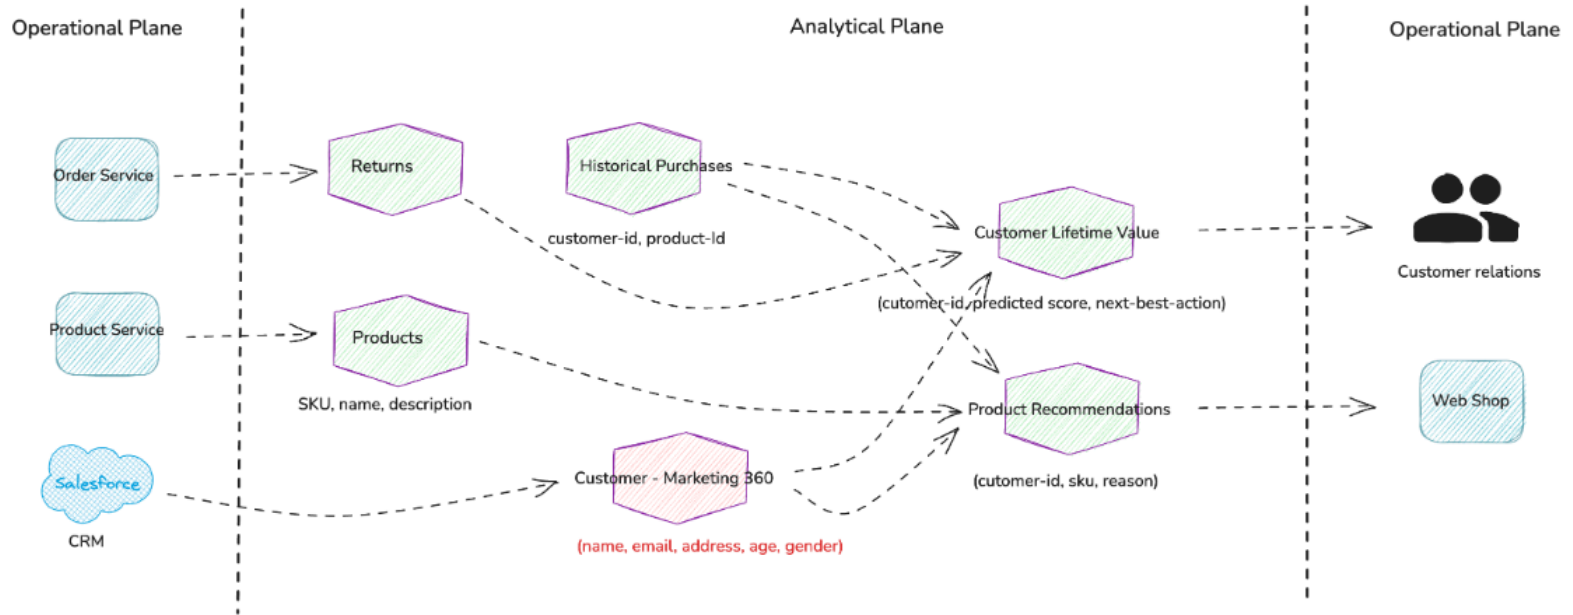 Operational Plane
Analytical Plane
Operational Plane
Order Service
Returns
Historical Purchases
customer-id, product-Id
Customer Lifetime Value
(cutomer-id, predicted score, next-best-action)
Customer relations
Product Service
Products
SKU, name, description
Product Recommendations
(cutomer-id, sku, reason)
Web Shop
Salesforce
CRM
Customer - Marketing 360
(name, email, address, age, gender)